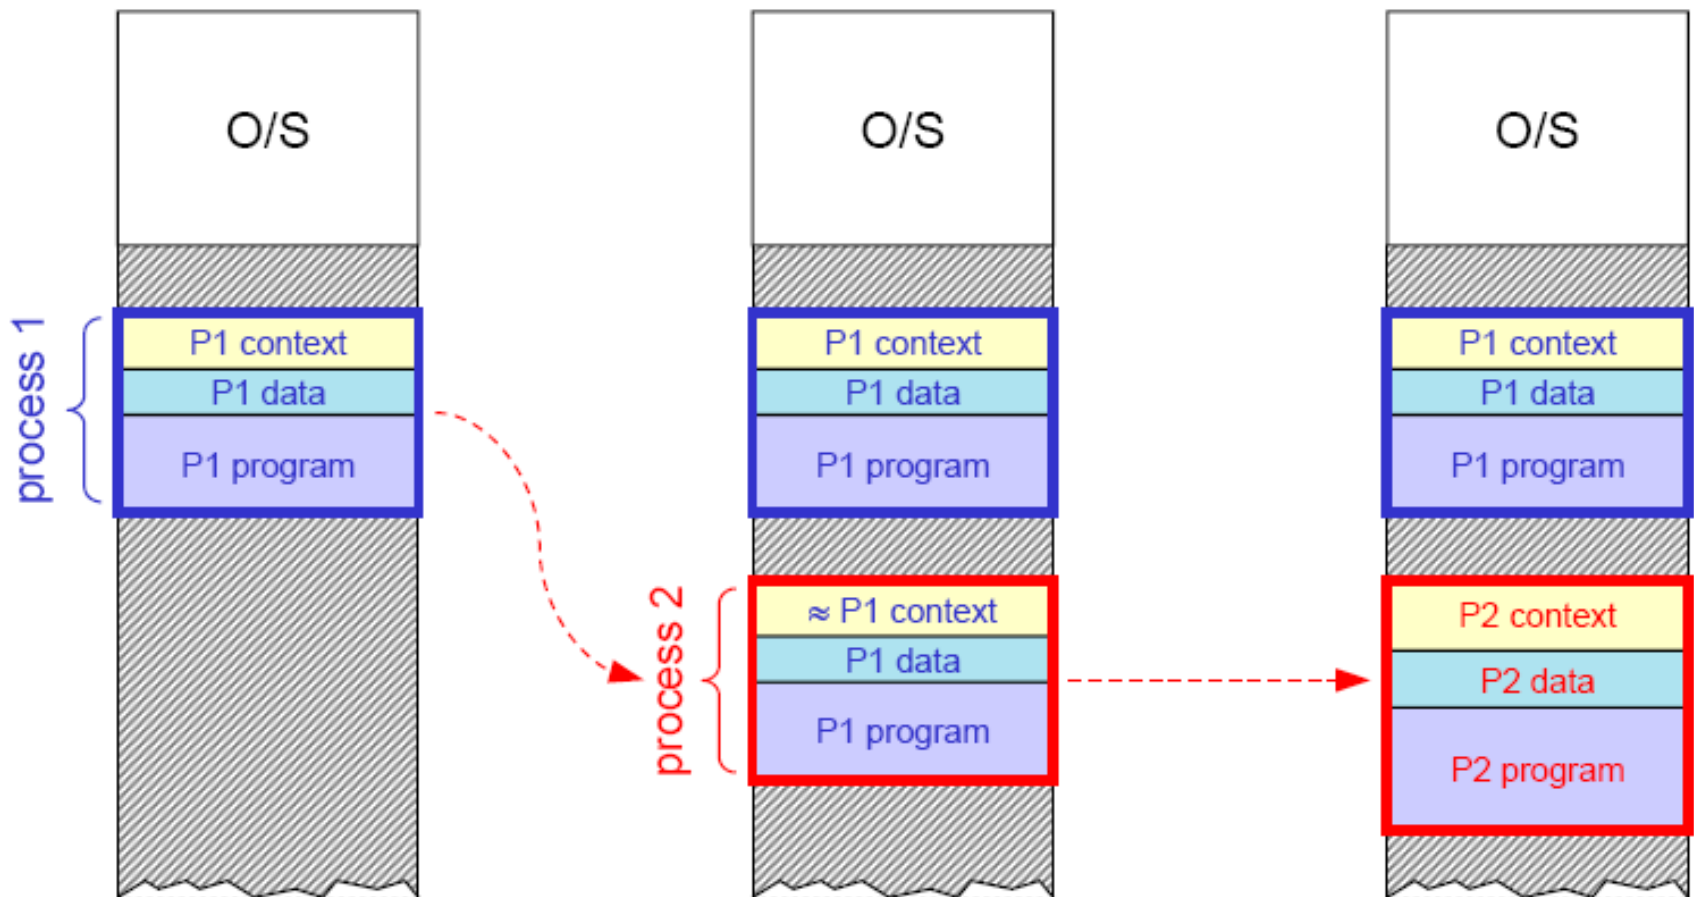 O/S
process 1
P1 context
P1 data
P1 program
O/S
P1 context
P1 data
P1 program
process 2
≈ P1 context
P1 data
P1 program
O/S
P1 context
P1 data
P1 program
P2 context
P2 data
P2 program